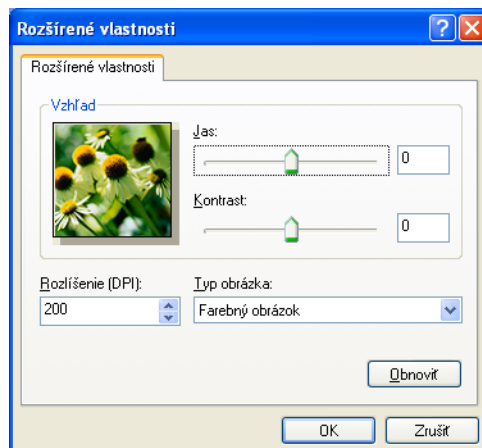 Rozšírené vlastnosti
Rozšírené vlastnosti
Vzhľad
Jas:
0
Kontrast:
0
Rozlíšenie (DPI):
Typ obrázka:
200
Farebný obrázok
Obnoviť
OK
Zrušiť